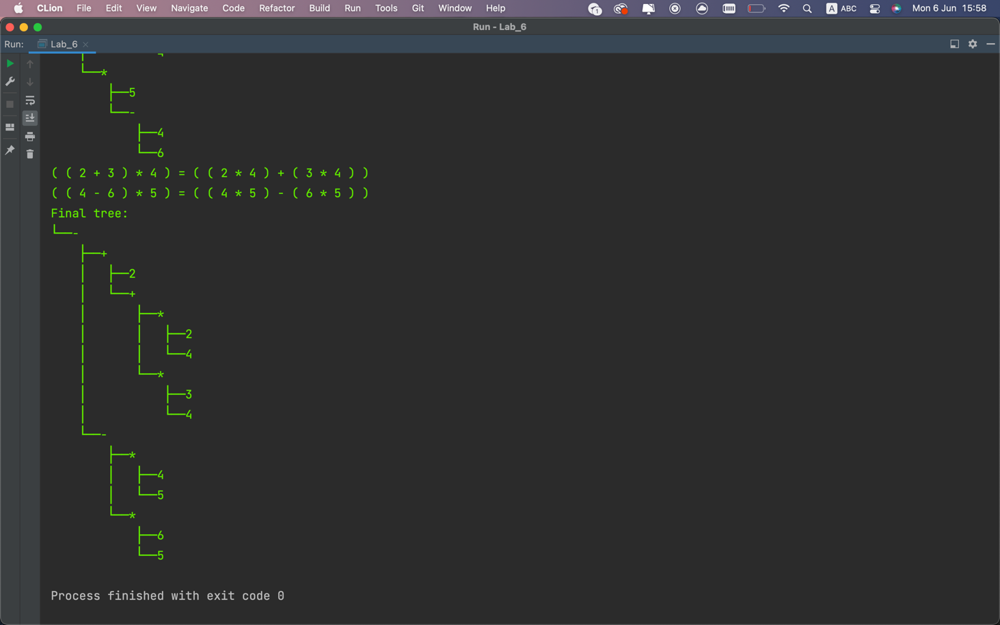 CLion File Edit View Navigate Code Refactor Build Run Tools Git Window Help 1 A ABC Mon 6 Jun 15:58
Run - Lab_6
Run: Lab_6
└──*
├──5
└──-
├──4
└──6
( ( 2 + 3 ) * 4 ) = ( ( 2 * 4 ) + ( 3 * 4 ) )
( ( 4 - 6 ) * 5 ) = ( ( 4 * 5 ) - ( 6 * 5 ) )
Final tree:
└──-
    ├──+
    │   ├──2
    │   └──+
    │       ├──*
    │       │   ├──2
    │       │   └──4
    │       └──*
    │           ├──3
    │           └──4
    └──-
        ├──*
        │   ├──4
        │   └──5
        └──*
            ├──6
            └──5
Process finished with exit code 0